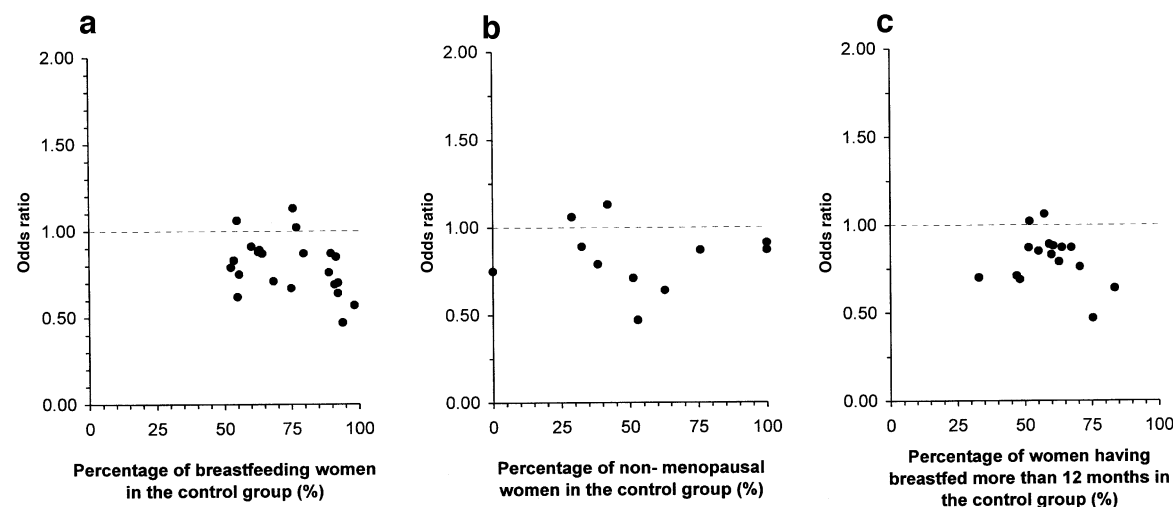 a
2.00
1.50
1.00
0.50
0.00
Odds ratio
0 25 50 75 100
Percentage of breastfeeding women
in the control group (%)
b
2.00
1.50
1.00
0.50
0.00
Odds ratio
0 25 50 75 100
Percentage of non- menopausal
women in the control group (%)
c
2.00
1.50
1.00
0.50
0.00
Odds ratio
0 25 50 75 100
Percentage of women having
breastfed more than 12 months in
the control group (%)